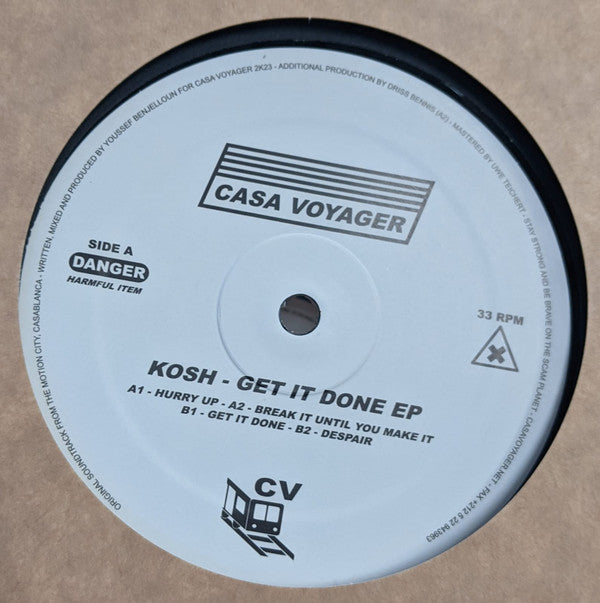 ORIGINAL SOUNDTRACK FROM THE MOTION CITY, CASABLANCA - WRITTEN, MIXED AND PRODUCED BY YOUSSEF BENJELLOUN FOR CASA VOYAGER 2K23 - ADDITIONAL PRODUCTION BY DRISS BENNIS (A2) - MASTERED BY UWE TEICHERT - STAY STRONG AND BE BRAVE ON THE SCAM PLANET - CASAVOYAGER.NET - FAX +212 5 22 943963
CASA VOYAGER
SIDE A
DANGER
HARMFUL ITEM
33 RPM
KOSH - GET IT DONE EP
A1 - HURRY UP - A2 - BREAK IT UNTIL YOU MAKE IT
B1 - GET IT DONE - B2 - DESPAIR
CV